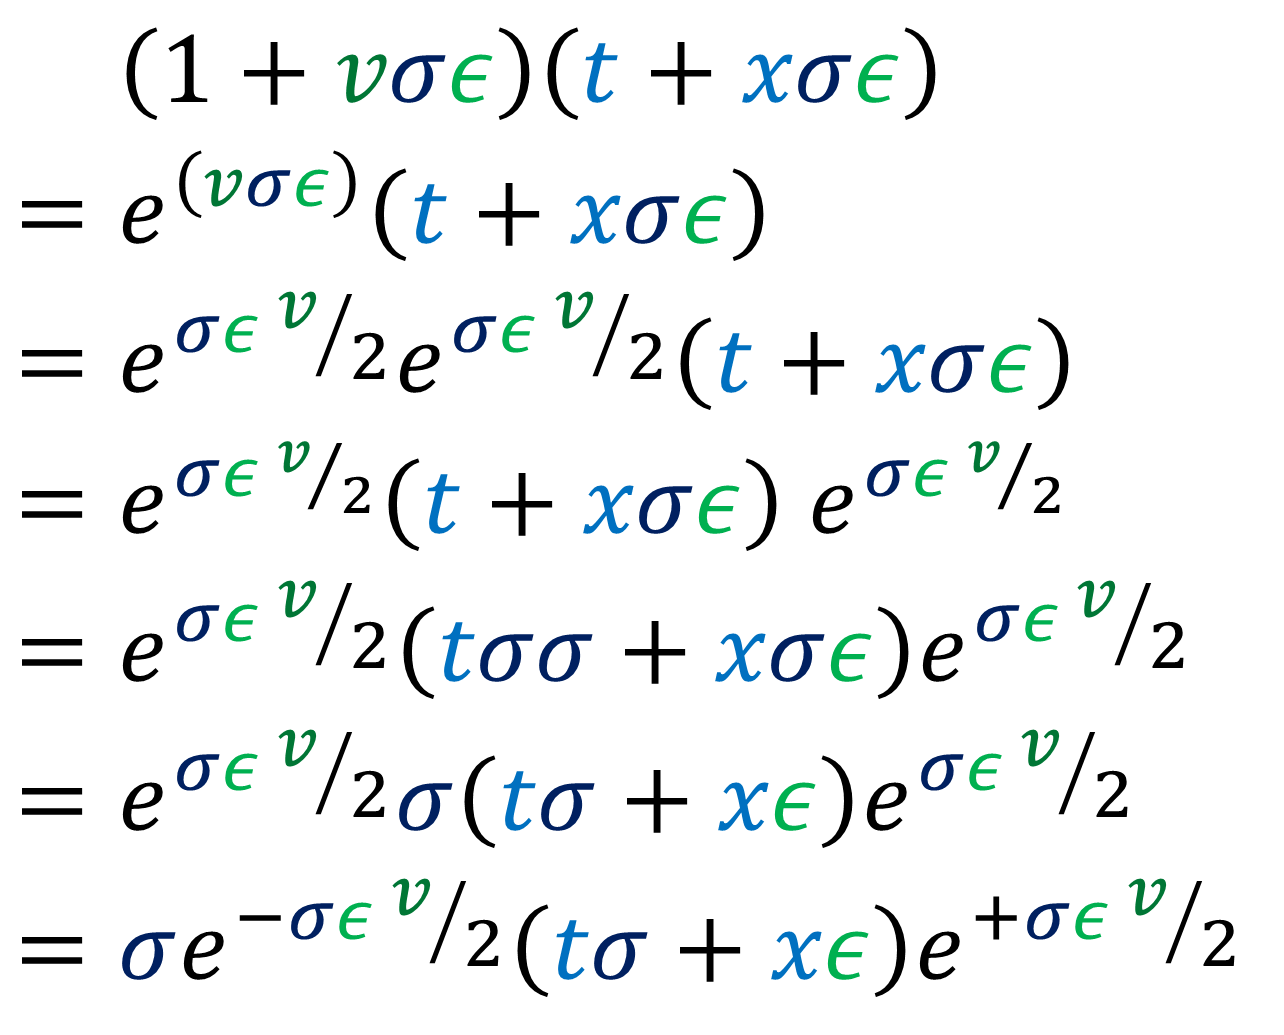 (1 + vσϵ)(t + xσϵ)
= e^(vσϵ)(t + xσϵ)
= e^{σϵ v/2}e^{σϵ v/2}(t + xσϵ)
= e^{σϵ v/2}(t + xσϵ) e^{σϵ v/2}
= e^{σϵ v/2}(tσσ + xσϵ)e^{σϵ v/2}
= e^{σϵ v/2}σ(tσ + xϵ)e^{σϵ v/2}
= σe^{−σϵ v/2}(tσ + xϵ)e^{+σϵ v/2}